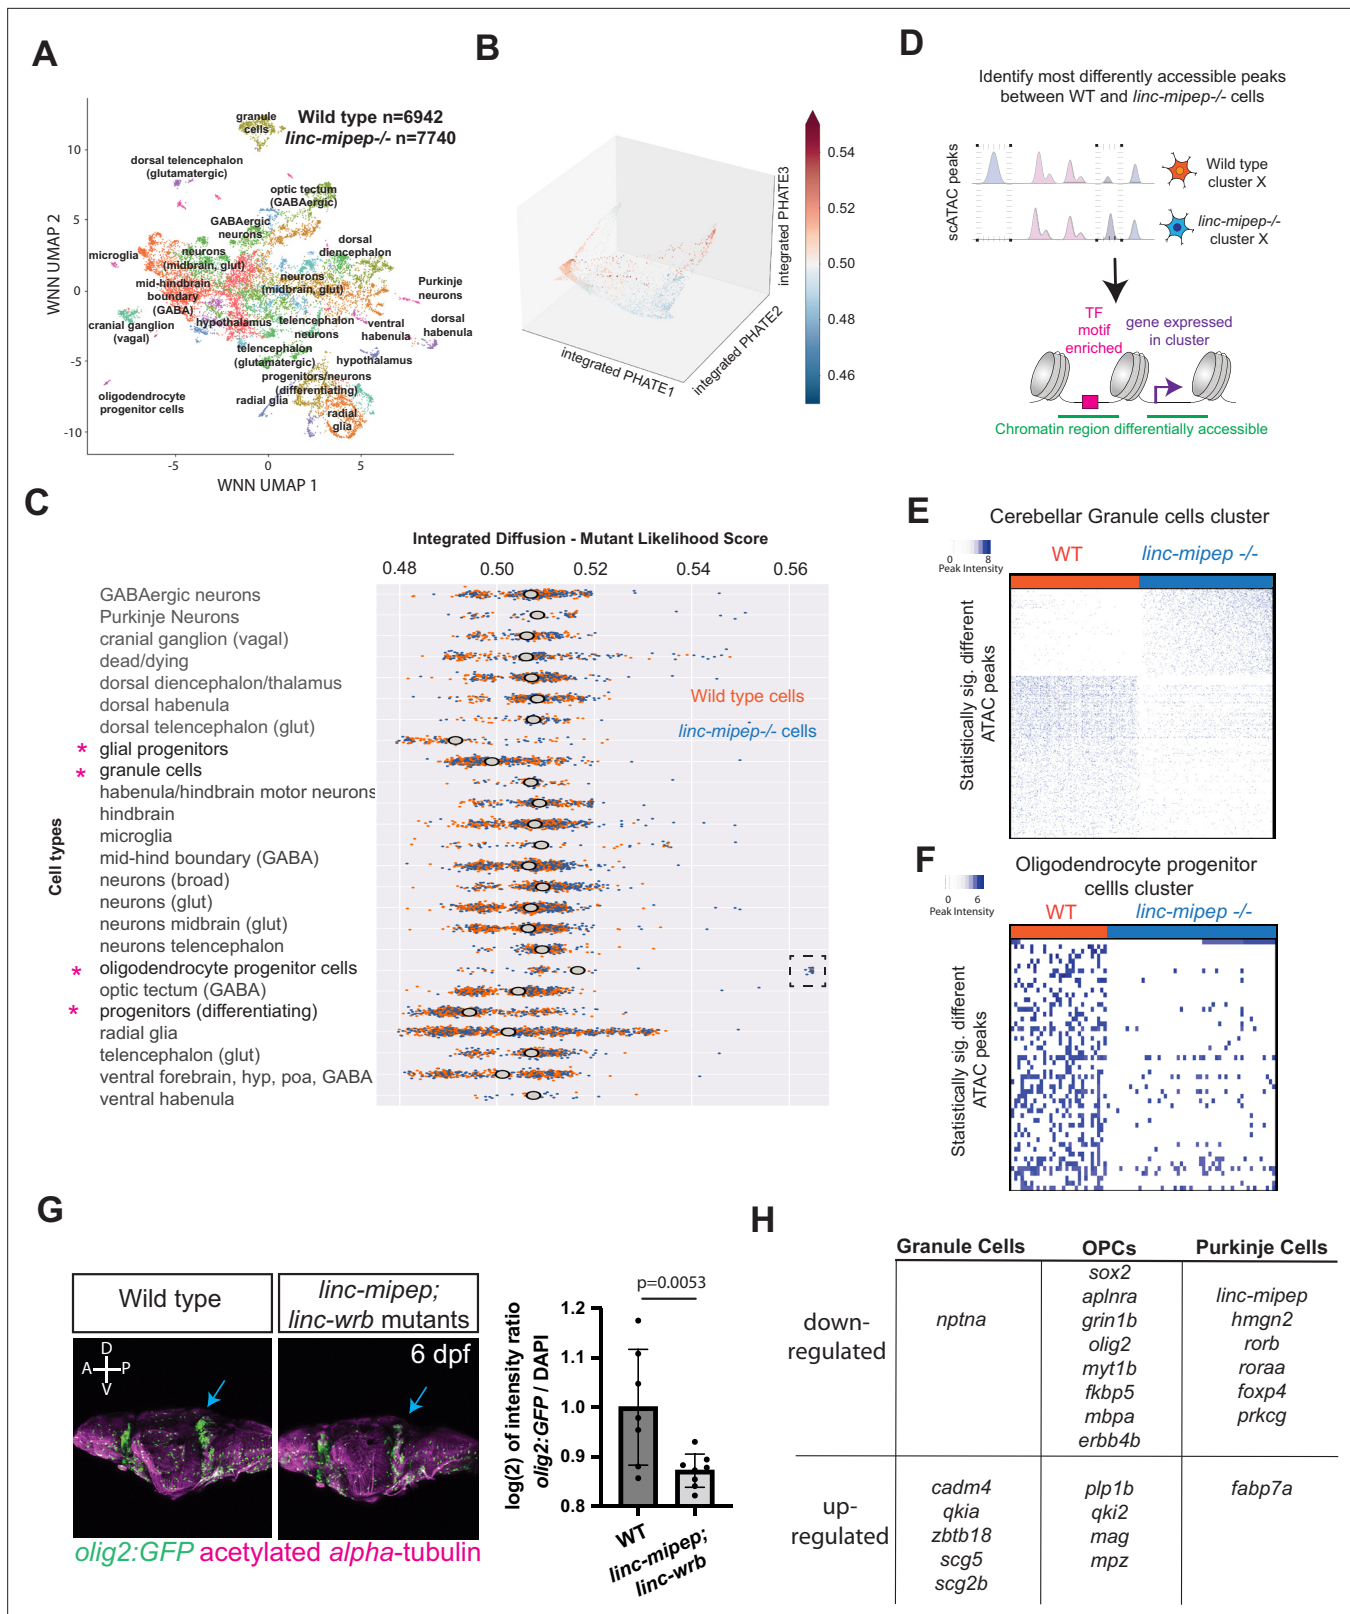 A
Wild type n=6942
linc-mipep-/- n=7740
granule
cells
dorsal telencephalon
(glutamatergic)
optic tectum
(GABAergic)
GABAergic
neurons
microglia
neurons
(midbrain, glut)
dorsal
diencephalon
mid-hindbrain
boundary
(GABA)
neurons
(midbrain, glut)
Purkinje
neurons
cranial ganglion
(vagal)
hypothalamus
telencephalon
neurons
ventral
habenula
dorsal
habenula
telencephalon
(glutamatergic)
hypothalamus
progenitors/neurons
(differentiating)
oligodendrocyte
progenitor cells
radial glia
radial
glia
10
5
0
-5
-10
-5
0
5
WNN UMAP 2
WNN UMAP 1
B
integrated PHATE1
integrated PHATE2
integrated PHATE3
0.54
0.52
0.50
0.48
0.46
D
Identify most differently accessible peaks
between WT and linc-mipep-/- cells
scATAC peaks
Wild type
cluster X
linc-mipep-/-
cluster X
TF
motif
enriched
gene expressed
in cluster
Chromatin region differentially accessible
C
Integrated Diffusion - Mutant Likelihood Score
0.48
0.50
0.52
0.54
0.56
Cell types
GABAergic neurons
Purkinje Neurons
cranial ganglion (vagal)
dead/dying
dorsal diencephalon/thalamus
dorsal habenula
dorsal telencephalon (glut)
* glial progenitors
* granule cells
habenula/hindbrain motor neurons
hindbrain
microglia
mid-hind boundary (GABA)
neurons (broad)
neurons (glut)
neurons midbrain (glut)
neurons telencephalon
* oligodendrocyte progenitor cells
optic tectum (GABA)
* progenitors (differentiating)
radial glia
telencephalon (glut)
ventral forebrain, hyp, poa, GABA
ventral habenula
Wild type cells
linc-mipep-/- cells
E
Cerebellar Granule cells cluster
0 8
Peak Intensity
WT
linc-mipep -/-
Statistically sig. different
ATAC peaks
F
Oligodendrocyte progenitor
cellls cluster
0 6
Peak Intensity
WT
linc-mipep -/-
Statistically sig. different
ATAC peaks
G
Wild type
linc-mipep;
linc-wrb mutants
D
A P
V
6 dpf
olig2:GFP acetylated alpha-tubulin
log(2) of intensity ratio
olig2:GFP / DAPI
p=0.0053
1.2
1.1
1.0
0.9
0.8
WT
linc-mipep;
linc-wrb
H
Granule Cells
OPCs
Purkinje Cells
down-
regulated
nptna
sox2
aplnra
grin1b
olig2
myt1b
fkbp5
mbpa
erbb4b
linc-mipep
hmgn2
rorb
roraa
foxp4
prkcg
up-
regulated
cadm4
qkia
zbtb18
scg5
scg2b
plp1b
qki2
mag
mpz
fabp7a